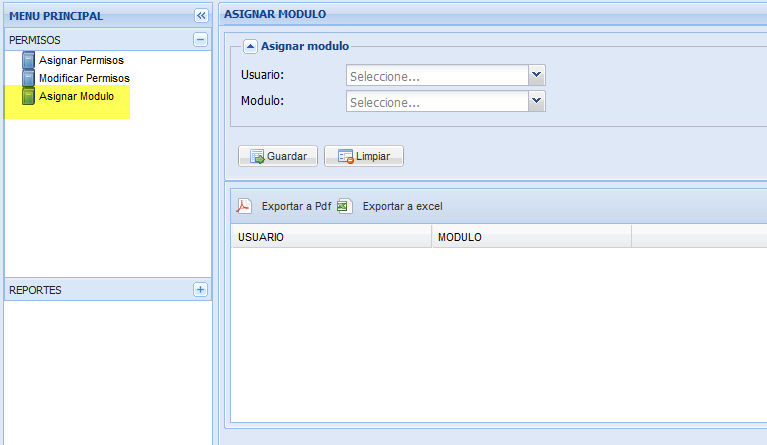 MENU PRINCIPAL
PERMISOS
Asignar Permisos
Modificar Permisos
Asignar Modulo
REPORTES
ASIGNAR MODULO
Asignar modulo
Usuario: Seleccione...
Modulo: Seleccione...
Guardar Limpiar
Exportar a Pdf Exportar a excel
USUARIO MODULO